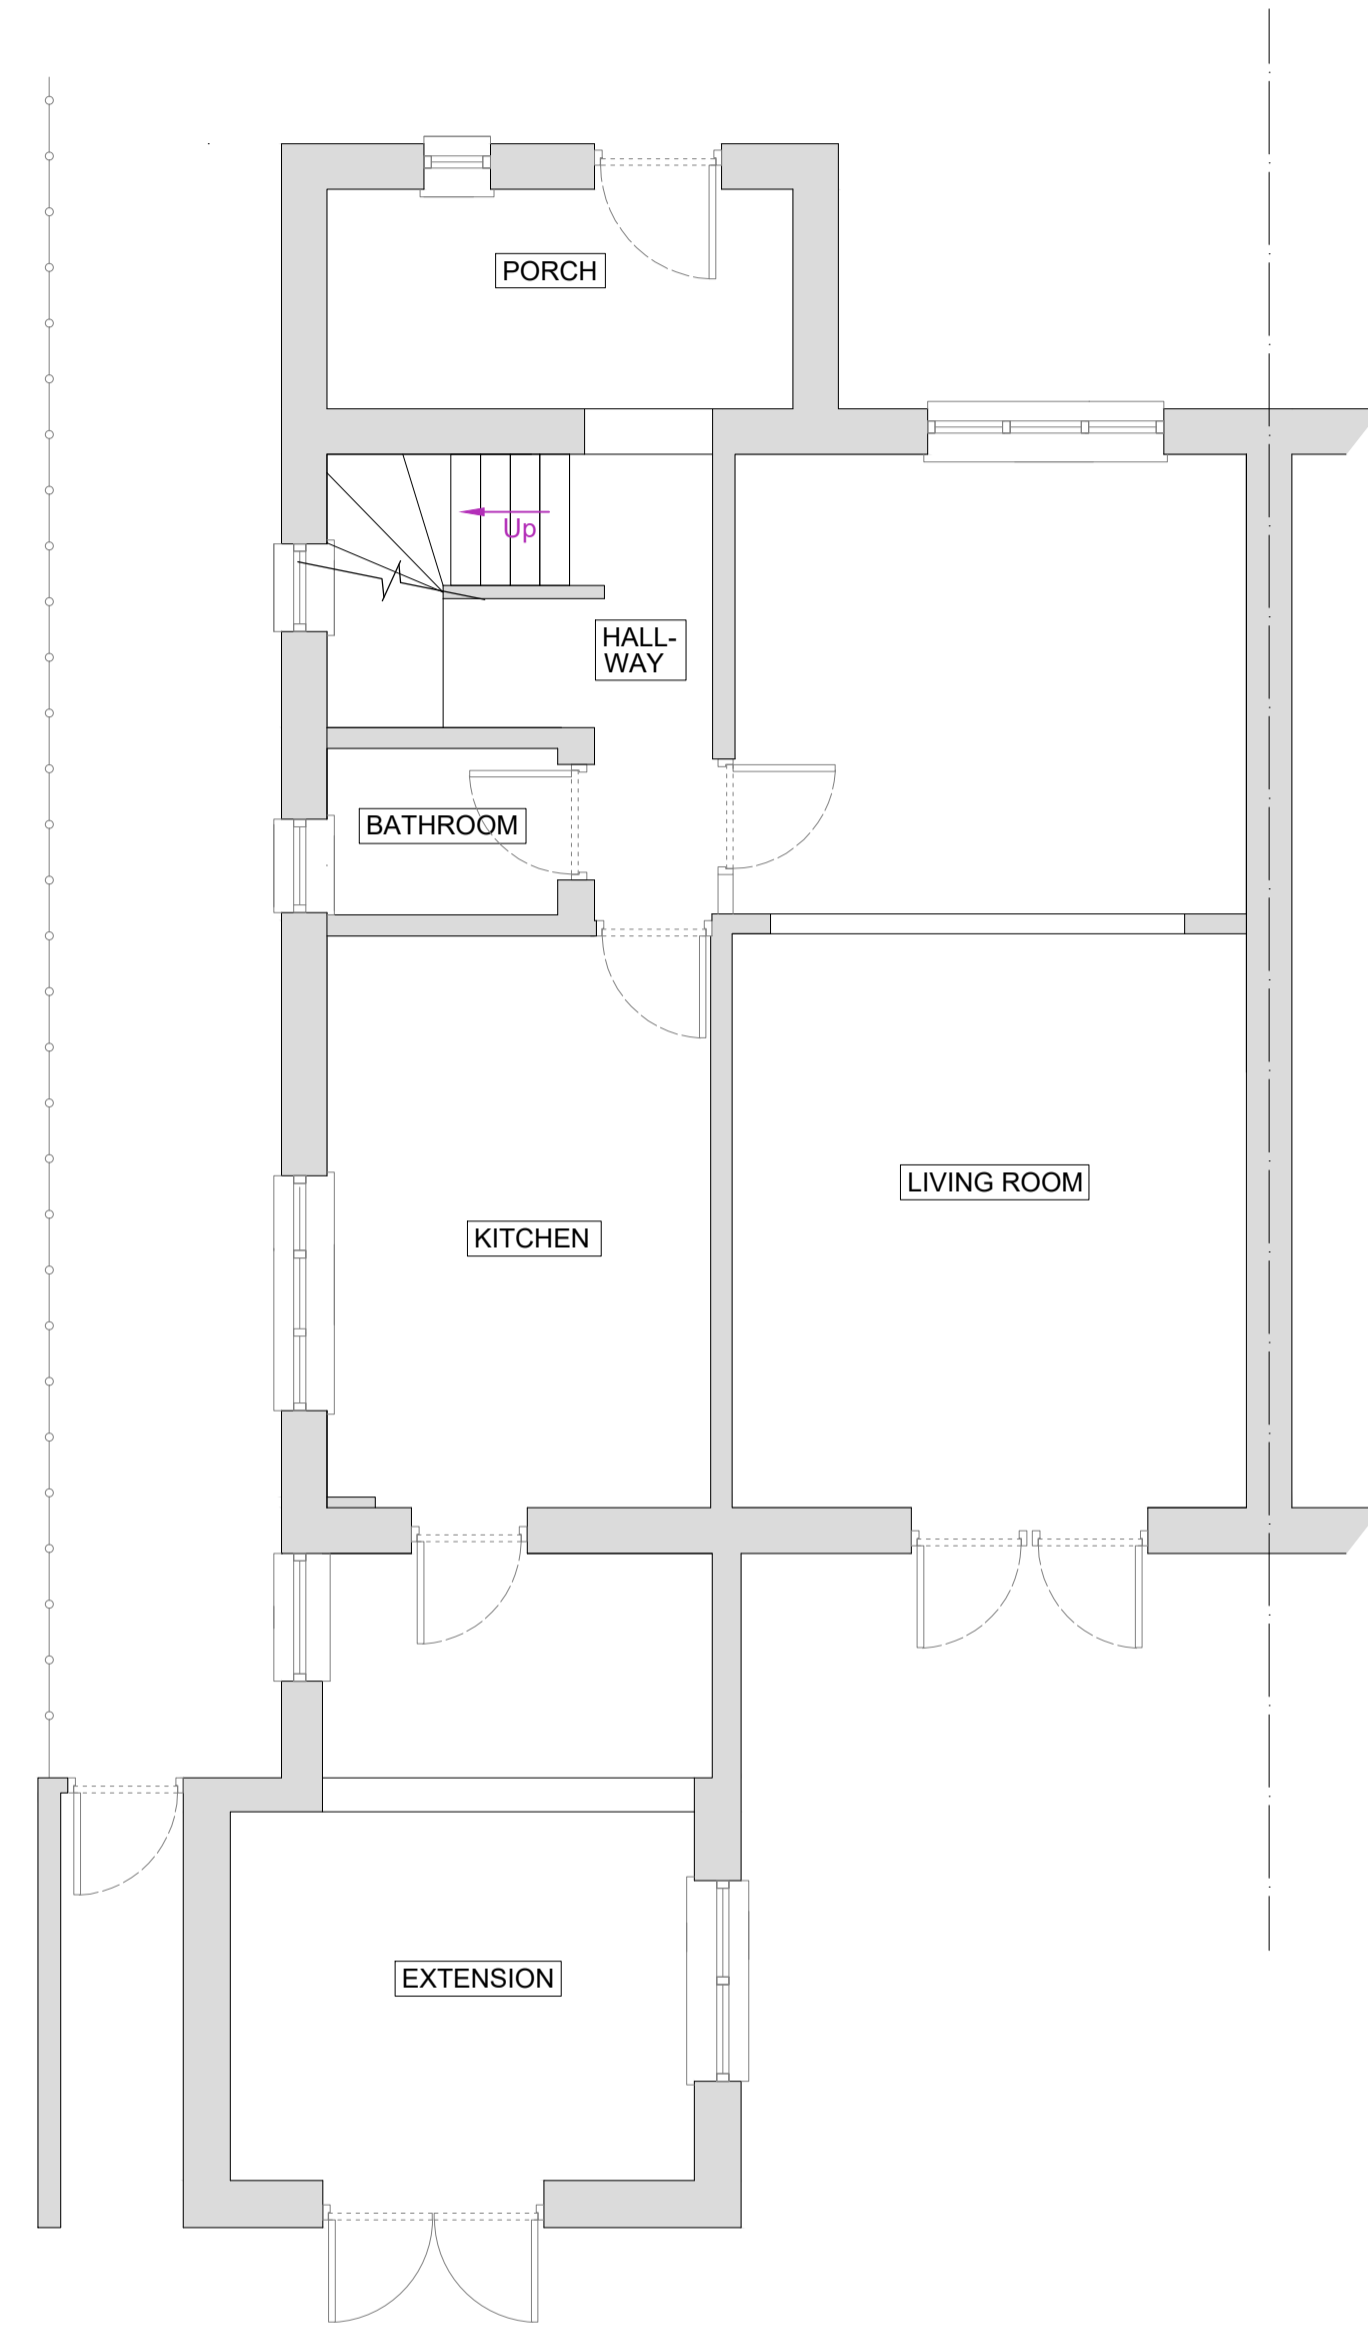 PORCH
Up
HALL-
WAY
BATHROOM
LIVING ROOM
KITCHEN
EXTENSION